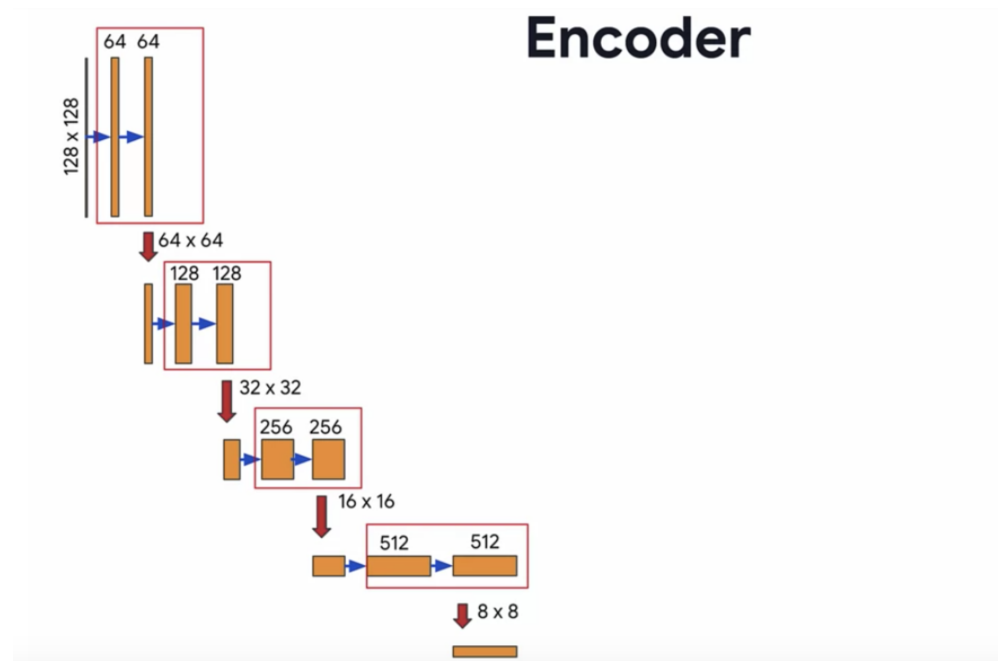 Encoder
64 64
128 x 128
64 x 64
128 128
32 x 32
256 256
16 x 16
512 512
8 x 8